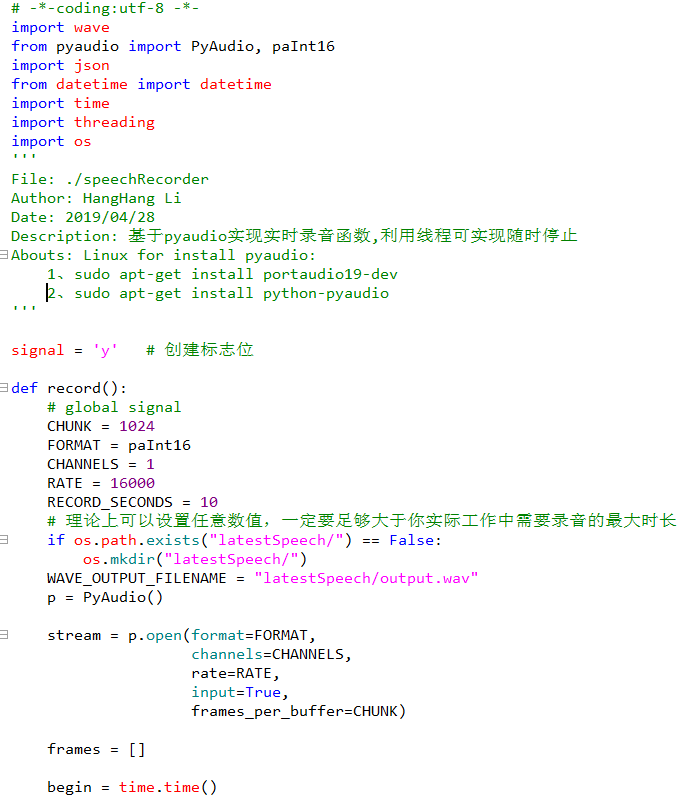 # -*-coding:utf-8 -*-
import wave
from pyaudio import PyAudio, paInt16
import json
from datetime import datetime
import time
import threading
import os
'''
File: ./speechRecorder
Author: HangHang Li
Date: 2019/04/28
Description: 基于pyaudio实现实时录音函数,利用线程可实现随时停止
Abouts: Linux for install pyaudio:
    1、sudo apt-get install portaudio19-dev
    2、sudo apt-get install python-pyaudio
'''

signal = 'y'   # 创建标志位

def record():
    # global signal
    CHUNK = 1024
    FORMAT = paInt16
    CHANNELS = 1
    RATE = 16000
    RECORD_SECONDS = 10
    # 理论上可以设置任意数值，一定要足够大于你实际工作中需要录音的最大时长
    if os.path.exists("latestSpeech/") == False:
        os.mkdir("latestSpeech/")
    WAVE_OUTPUT_FILENAME = "latestSpeech/output.wav"
    p = PyAudio()

    stream = p.open(format=FORMAT,
                    channels=CHANNELS,
                    rate=RATE,
                    input=True,
                    frames_per_buffer=CHUNK)

    frames = []

    begin = time.time()